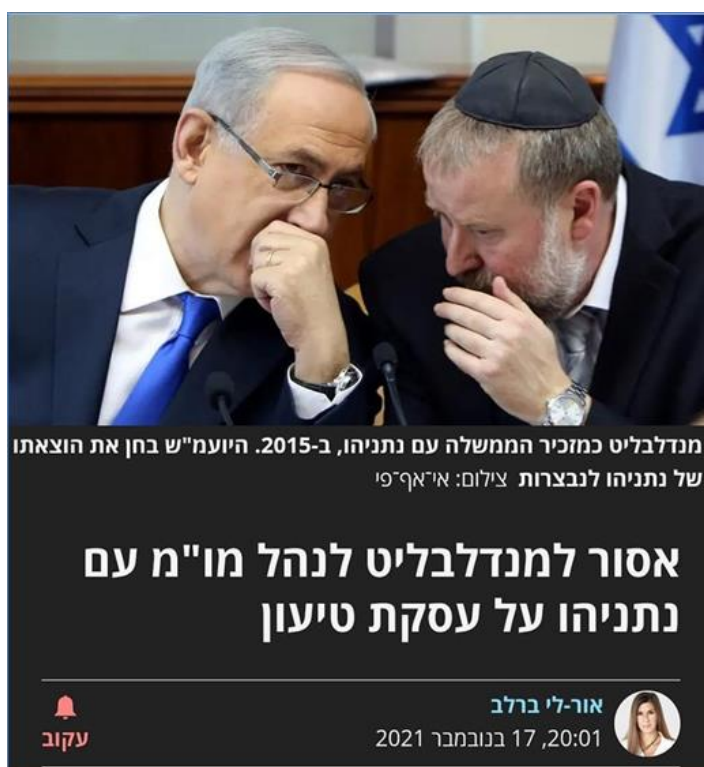 מנדלבליט כמזכיר הממשלה עם נתניהו, ב-2015. היועמ"ש בחן את הוצאתו
של נתניהו לנבצרות צילום: אי־אף־פי
אסור למנדלבליט לנהל מו"מ עם
נתניהו על עסקת טיעון
אור-לי ברלב
20:01, 17 בנובמבר 2021
עקוב